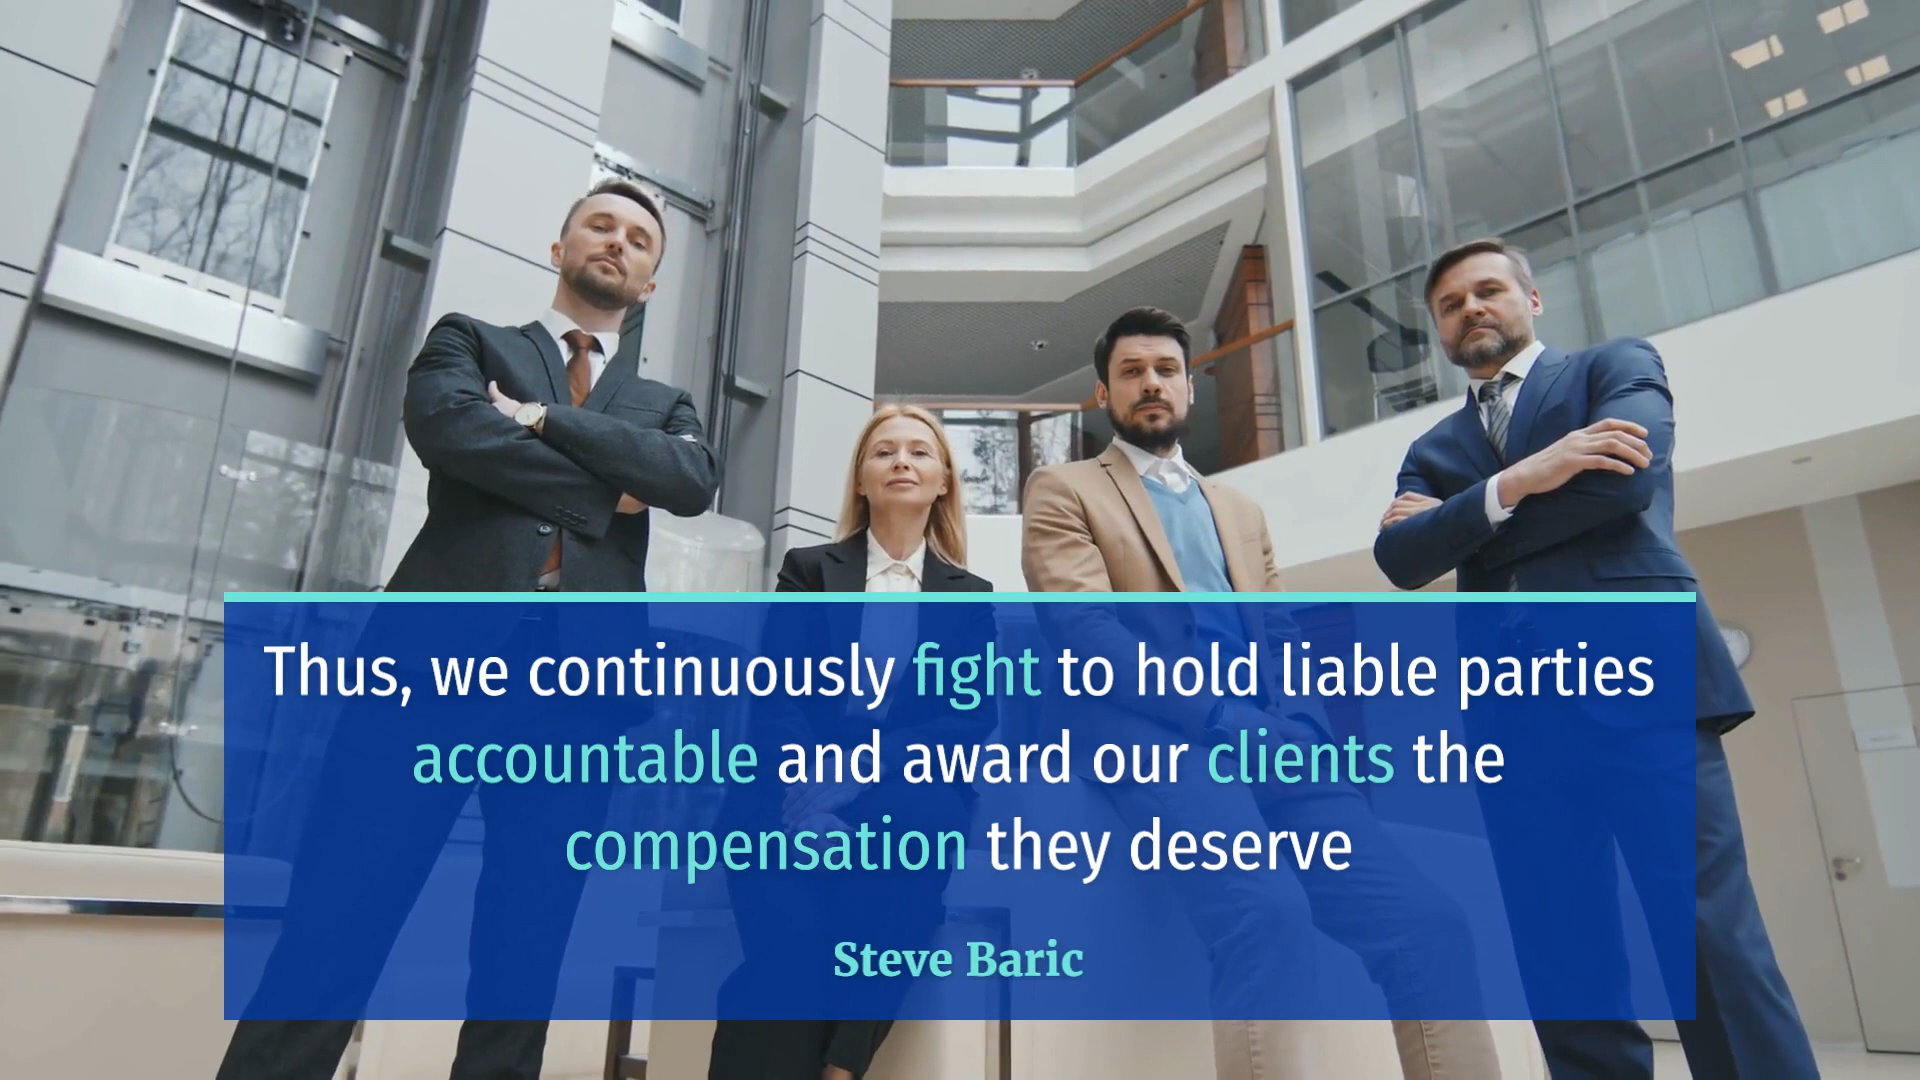 Thus, we continuously fight to hold liable parties
accountable and award our clients the
compensation they deserve
Steve Baric